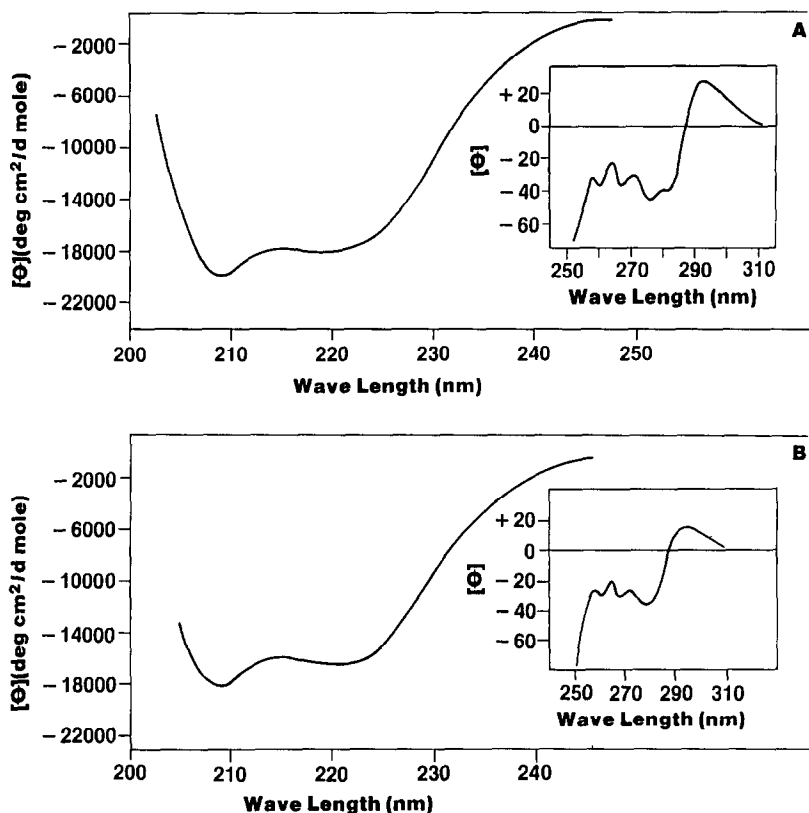 A
[Θ](deg cm²/d mole)
−2000
−6000
−10000
−14000
−18000
−22000
200 210 220 230 240 250
Wave Length (nm)
[Θ]
+20
0
−20
−40
−60
250 270 290 310
Wave Length (nm)
B
[Θ](deg cm²/d mole)
−2000
−6000
−10000
−14000
−18000
−22000
200 210 220 230 240
Wave Length (nm)
[Θ]
+20
0
−20
−40
−60
250 270 290 310
Wave Length (nm)